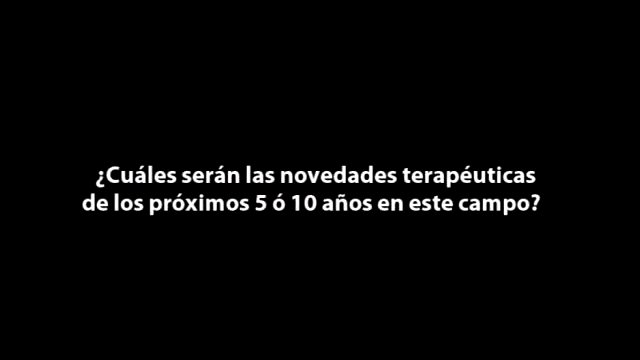 ¿Cuáles serán las novedades terapéuticas
de los próximos 5 ó 10 años en este campo?